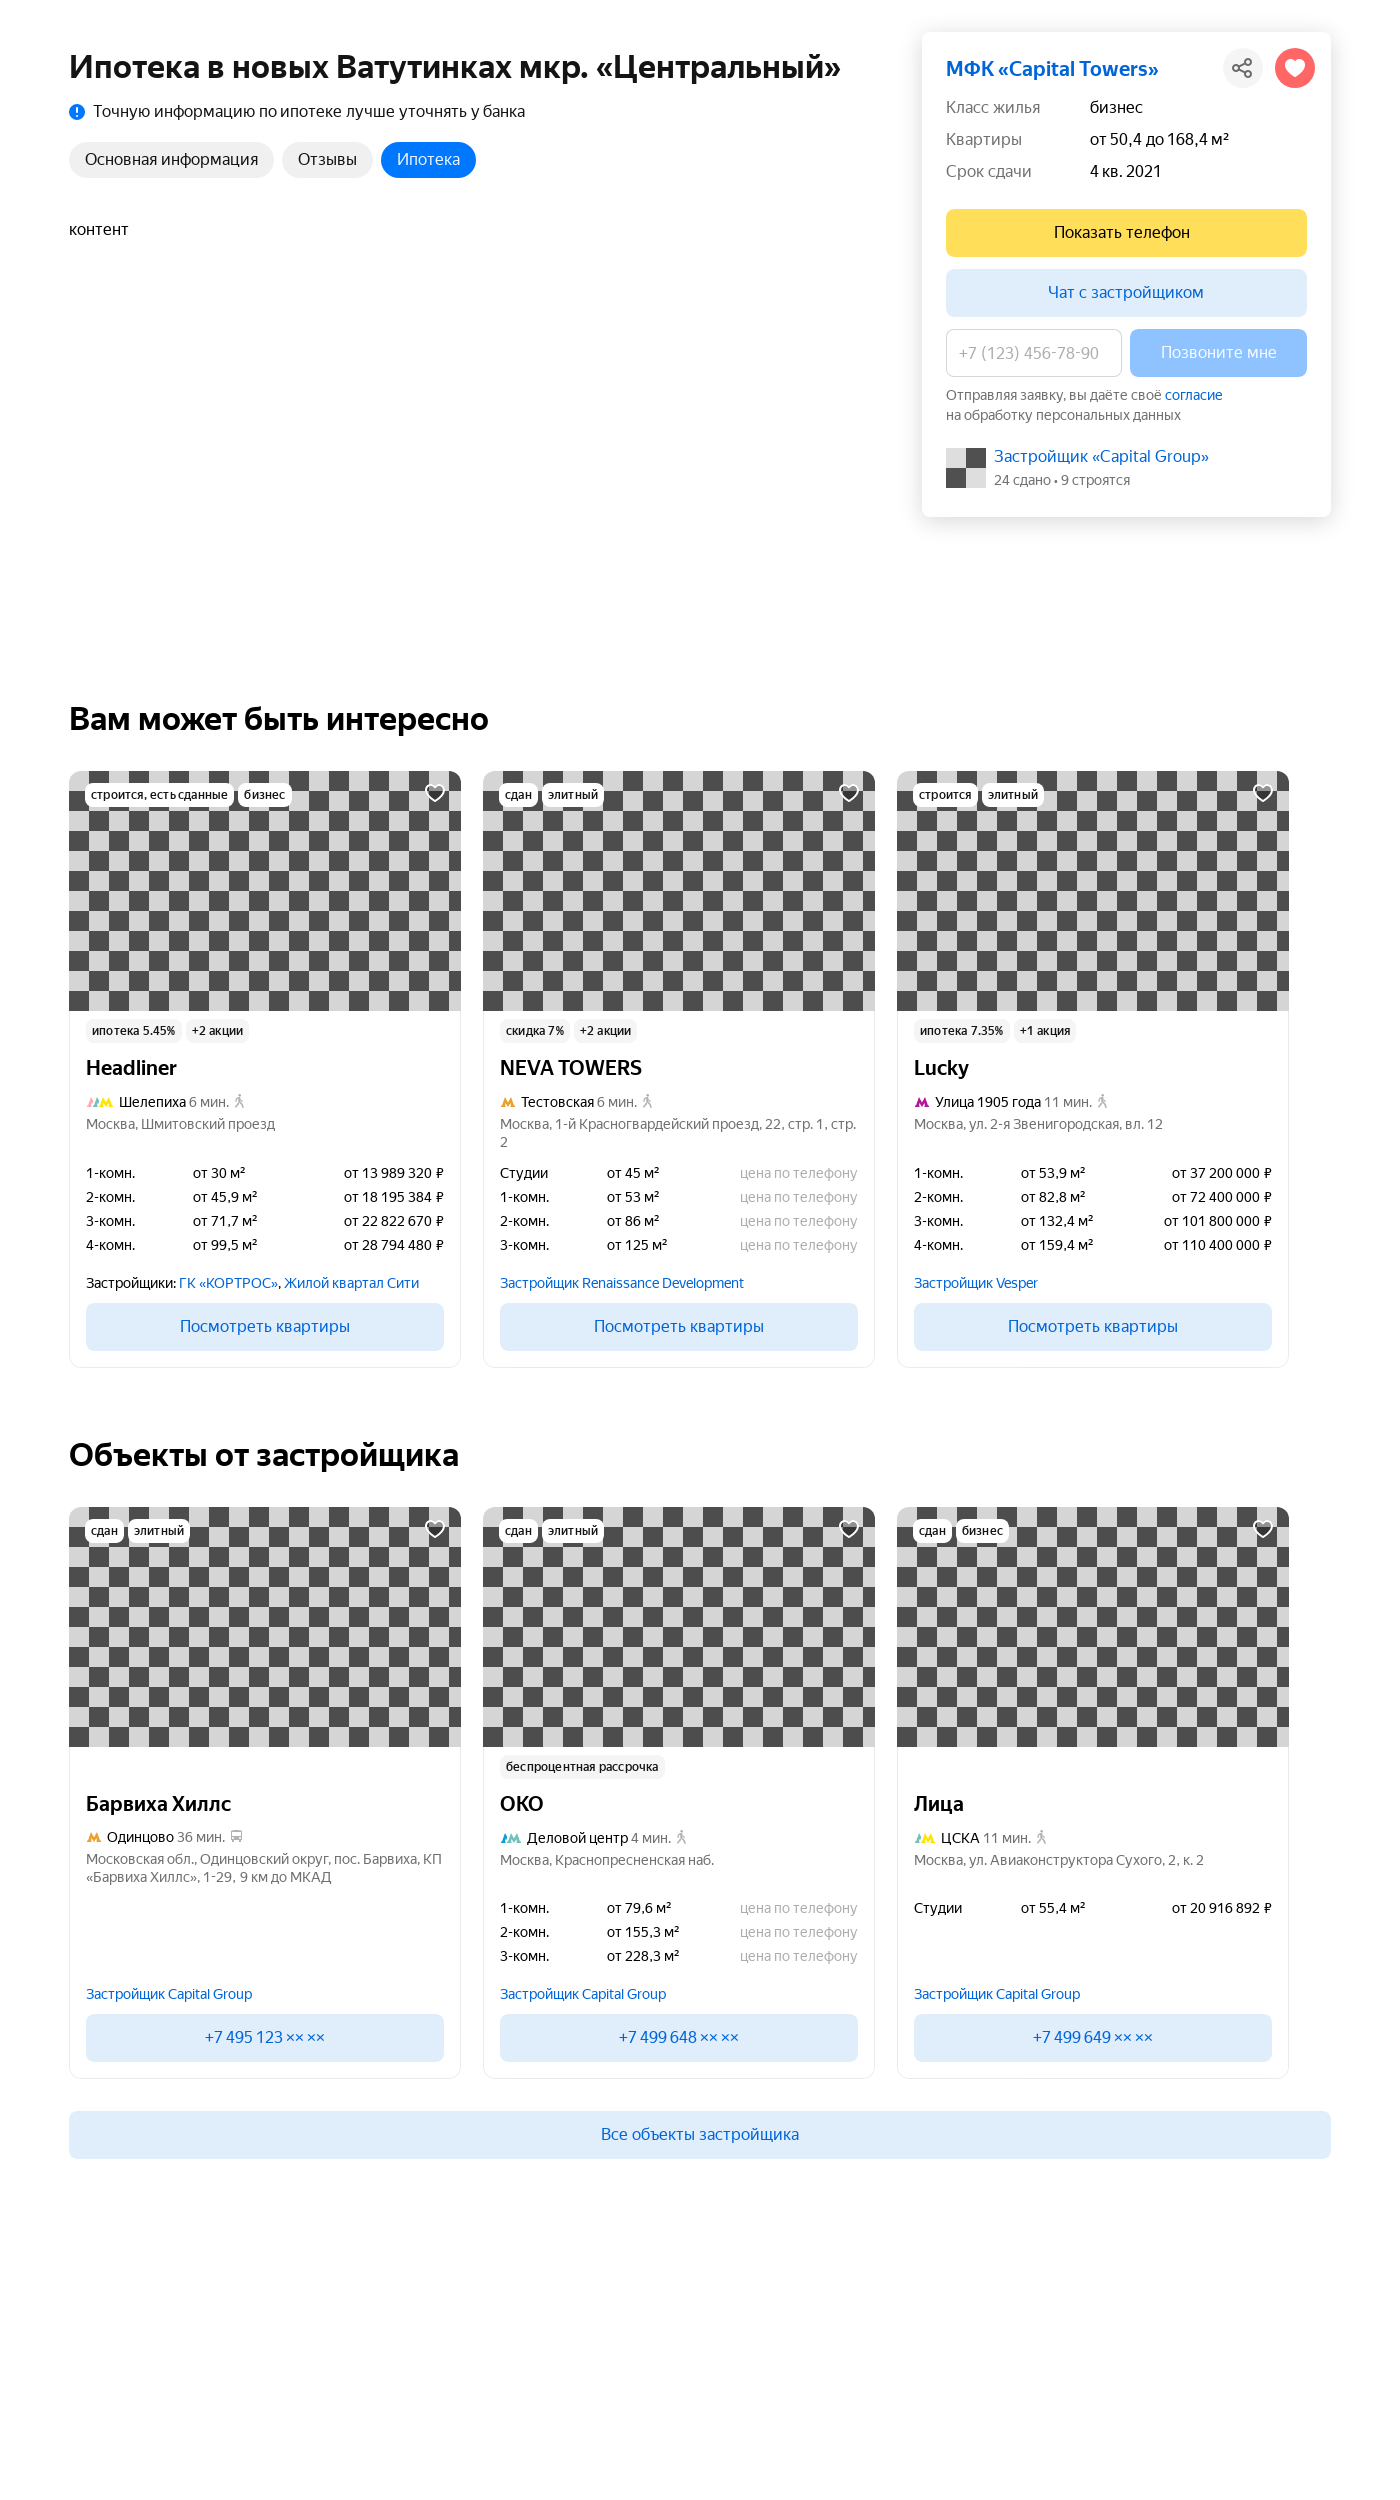 Ипотека в новых Ватутинках мкр. «Центральный»
Точную информацию по ипотеке лучше уточнять у банка
Основная информация
Отзывы
Ипотека
контент
МФК «Capital Towers»
Класс жилья бизнес
Квартиры от 50,4 до 168,4 м²
Срок сдачи 4 кв. 2021
Показать телефон
Чат с застройщиком
+7 (123) 456-78-90
Позвоните мне
Отправляя заявку, вы даёте своё согласие
на обработку персональных данных
Застройщик «Capital Group»
24 сдано • 9 строятся
Вам может быть интересно
строится, есть сданные бизнес
ипотека 5.45% +2 акции
Headliner
Шелепиха 6 мин.
Москва, Шмитовский проезд
1-комн. от 30 м² от 13 989 320 ₽
2-комн. от 45,9 м² от 18 195 384 ₽
3-комн. от 71,7 м² от 22 822 670 ₽
4-комн. от 99,5 м² от 28 794 480 ₽
Застройщики: ГК «КОРТРОС», Жилой квартал Сити
Посмотреть квартиры
сдан элитный
скидка 7% +2 акции
NEVA TOWERS
Тестовская 6 мин.
Москва, 1-й Красногвардейский проезд, 22, стр. 1, стр.
2
Студии от 45 м² цена по телефону
1-комн. от 53 м² цена по телефону
2-комн. от 86 м² цена по телефону
3-комн. от 125 м² цена по телефону
Застройщик Renaissance Development
Посмотреть квартиры
строится элитный
ипотека 7.35% +1 акция
Lucky
Улица 1905 года 11 мин.
Москва, ул. 2-я Звенигородская, вл. 12
1-комн. от 53,9 м² от 37 200 000 ₽
2-комн. от 82,8 м² от 72 400 000 ₽
3-комн. от 132,4 м² от 101 800 000 ₽
4-комн. от 159,4 м² от 110 400 000 ₽
Застройщик Vesper
Посмотреть квартиры
Объекты от застройщика
сдан элитный
Барвиха Хиллс
Одинцово 36 мин.
Московская обл., Одинцовский округ, пос. Барвиха, КП
«Барвиха Хиллс», 1-29, 9 км до МКАД
Застройщик Capital Group
+7 495 123 ×× ××
сдан элитный
беспроцентная рассрочка
ОКО
Деловой центр 4 мин.
Москва, Краснопресненская наб.
1-комн. от 79,6 м² цена по телефону
2-комн. от 155,3 м² цена по телефону
3-комн. от 228,3 м² цена по телефону
Застройщик Capital Group
+7 499 648 ×× ××
сдан бизнес
Лица
ЦСКА 11 мин.
Москва, ул. Авиаконструктора Сухого, 2, к. 2
Студии от 55,4 м² от 20 916 892 ₽
Застройщик Capital Group
+7 499 649 ×× ××
Все объекты застройщика